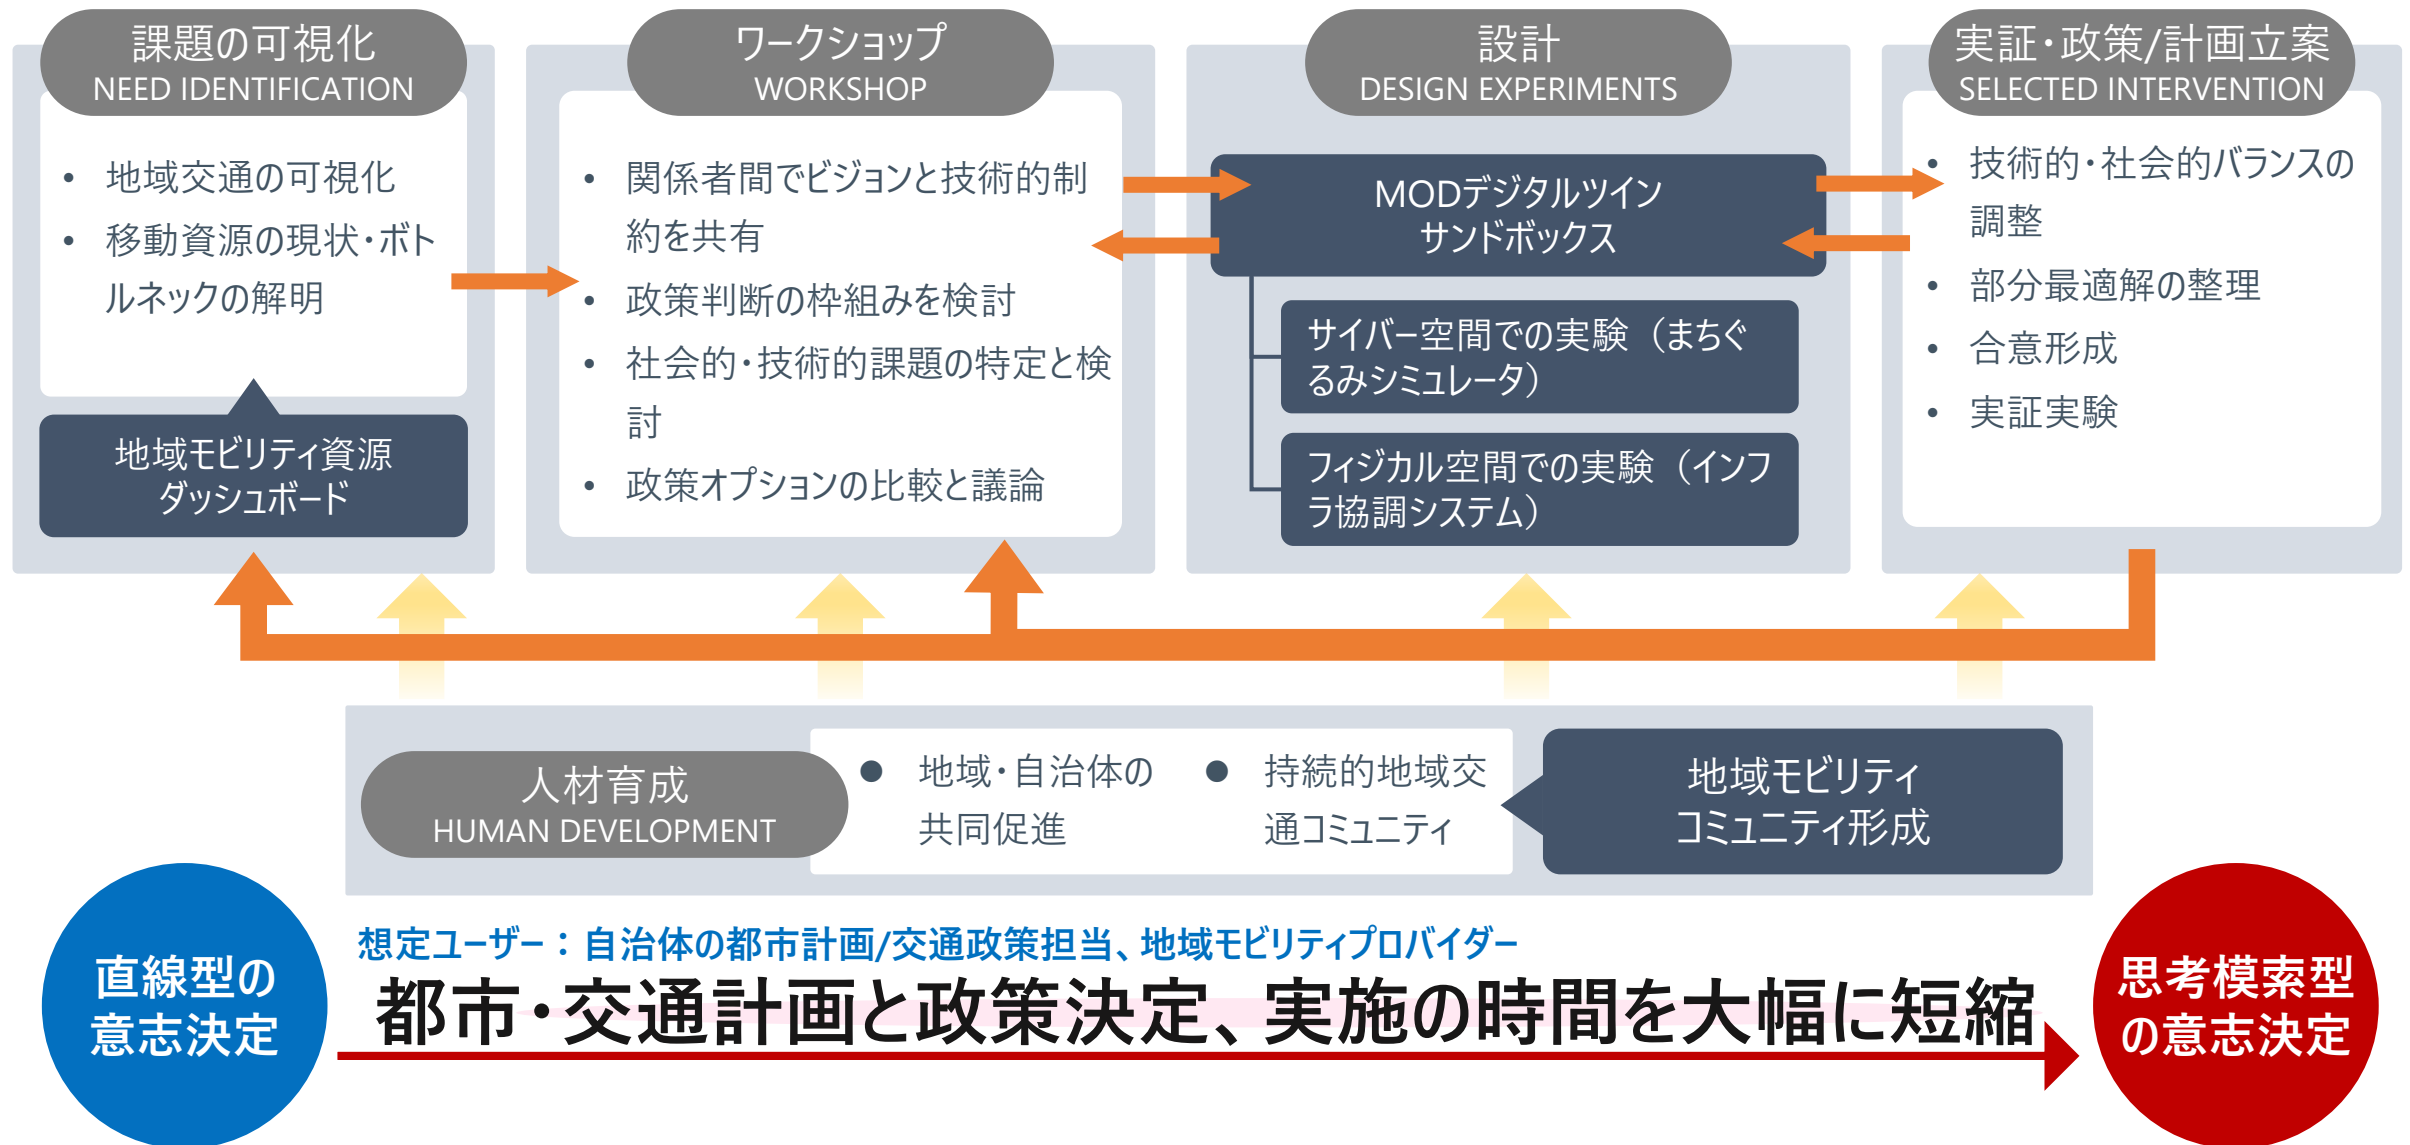 課題の可視化
NEED IDENTIFICATION
• 地域交通の可視化
• 移動資源の現状・ボト
ルネックの解明
地域モビリティ資源
ダッシュボード
ワークショップ
WORKSHOP
• 関係者間でビジョンと技術的制
約を共有
• 政策判断の枠組みを検討
• 社会的・技術的課題の特定と検
討
• 政策オプションの比較と議論
設計
DESIGN EXPERIMENTS
MODデジタルツイン
サンドボックス
サイバー空間での実験（まちぐ
るみシミュレータ）
フィジカル空間での実験（インフ
ラ協調システム）
実証・政策/計画立案
SELECTED INTERVENTION
• 技術的・社会的バランスの
調整
• 部分最適解の整理
• 合意形成
• 実証実験
人材育成
HUMAN DEVELOPMENT
● 地域・自治体の
共同促進
● 持続的地域交
通コミュニティ
地域モビリティ
コミュニティ形成
直線型の
意志決定
想定ユーザー：自治体の都市計画/交通政策担当、地域モビリティプロバイダー
都市・交通計画と政策決定、実施の時間を大幅に短縮
思考模索型
の意志決定